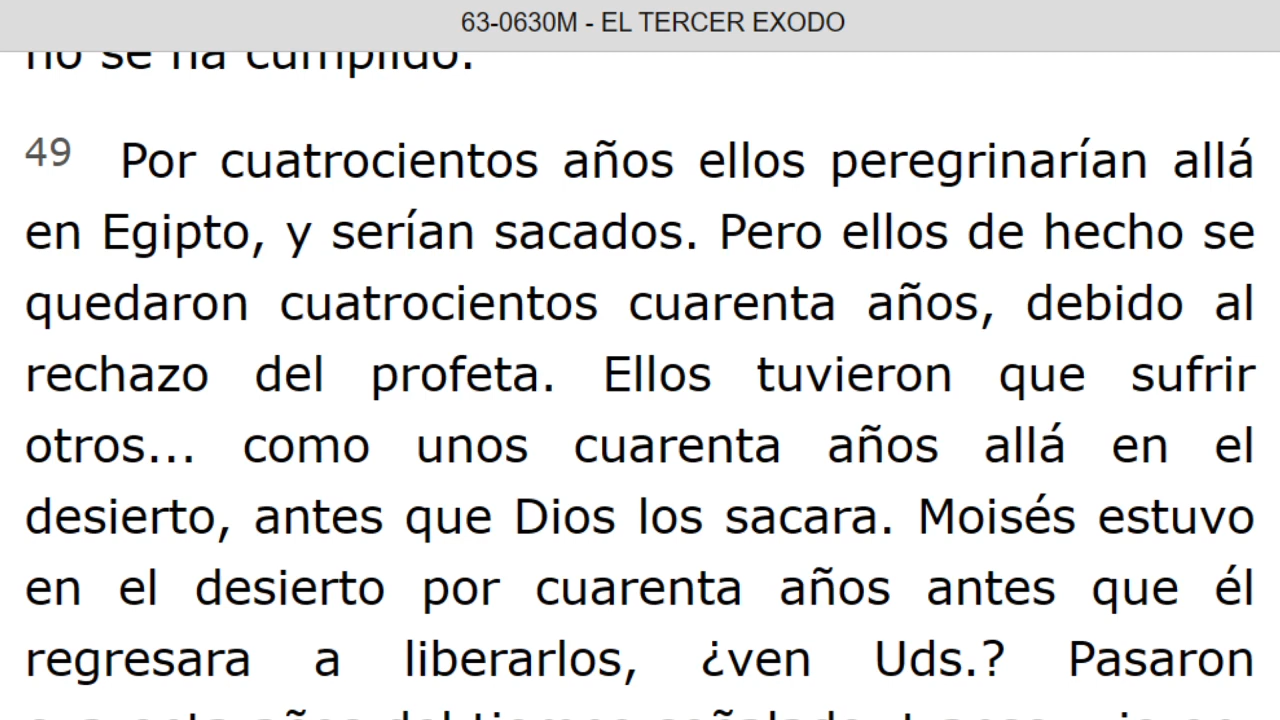 63-0630M - EL TERCER EXODO
no se ha cumplido.
49 Por cuatrocientos años ellos peregrinarían allá
en Egipto, y serían sacados. Pero ellos de hecho se
quedaron cuatrocientos cuarenta años, debido al
rechazo del profeta. Ellos tuvieron que sufrir
otros… como unos cuarenta años allá en el
desierto, antes que Dios los sacara. Moisés estuvo
en el desierto por cuarenta años antes que él
regresara a liberarlos, ¿ven Uds.? Pasaron